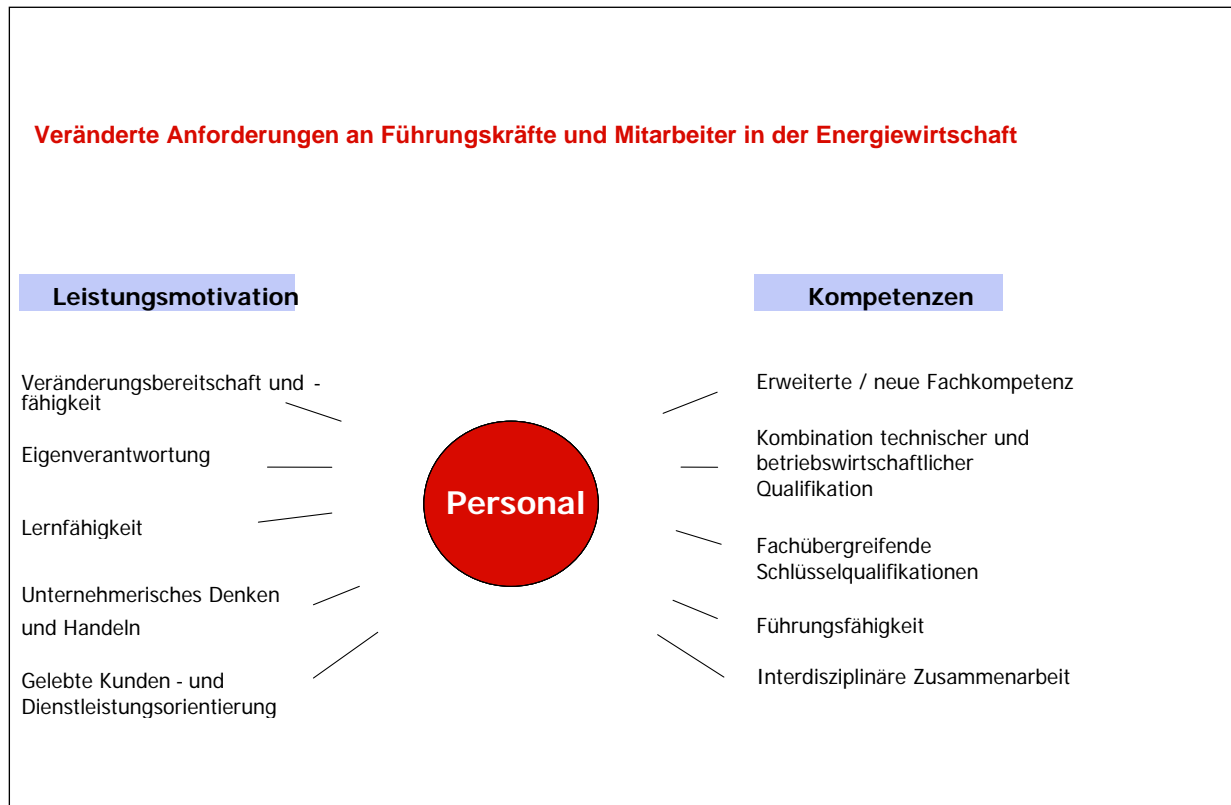 Veränderte Anforderungen an Führungskräfte und Mitarbeiter in der Energiewirtschaft
Leistungsmotivation
Veränderungsbereitschaft und -
fähigkeit
Eigenverantwortung
Lernfähigkeit
Unternehmerisches Denken
und Handeln
Gelebte Kunden - und
Dienstleistungsorientierung
Personal
Kompetenzen
Erweiterte / neue Fachkompetenz
Kombination technischer und
betriebswirtschaftlicher
Qualifikation
Fachübergreifende
Schlüsselqualifikationen
Führungsfähigkeit
Interdisziplinäre Zusammenarbeit